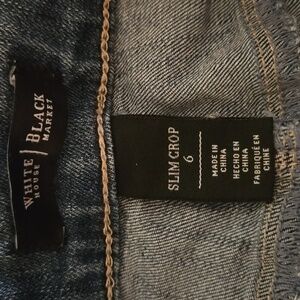 WHITE | BLACK
HOUSE | MARKET
SLIM CROP
6
MADE IN
CHINA
HECHO EN
CHINA
FABRIQUÉ EN
CHINE